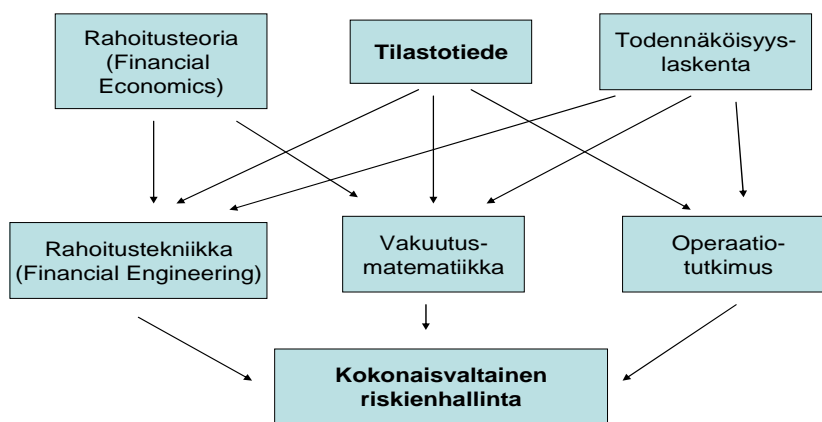 Rahoitusteoria
(Financial
Economics)
Tilastotiede
Todennäköisyys-
laskenta
Rahoitustekniikka
(Financial Engineering)
Vakuutus-
matematiikka
Operaatio-
tutkimus
Kokonaisvaltainen
riskienhallinta